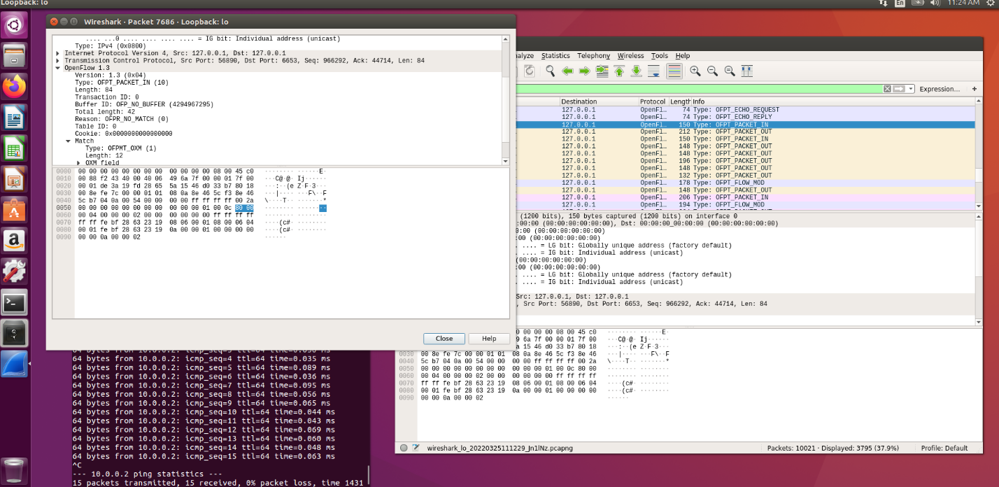 Loopback: lo
En
11:24 AM
Wireshark · Packet 7686 · Loopback: lo
.... ...0 .... .... .... .... = IG bit: Individual address (unicast)
Type: IPv4 (0x0800)
Internet Protocol Version 4, Src: 127.0.0.1, Dst: 127.0.0.1
Transmission Control Protocol, Src Port: 56890, Dst Port: 6653, Seq: 966292, Ack: 44714, Len: 84
OpenFlow 1.3
Version: 1.3 (0x04)
Type: OFPT_PACKET_IN (10)
Length: 84
Transaction ID: 0
Buffer ID: OFP_NO_BUFFER (4294967295)
Total length: 42
Reason: OFPR_NO_MATCH (0)
Table ID: 0
Cookie: 0x0000000000000000
Match
Type: OFPMT_OXM (1)
Length: 12
OXM field
0000 00 00 00 00 00 00 00 00 00 00 00 00 08 00 45 c0 ········ ······E·
0010 00 88 f2 43 40 00 40 06 49 6a 7f 00 00 01 7f 00 ···C@·@· Ij······
0020 00 01 de 3a 19 fd 28 65 5a 15 46 d0 33 b7 80 18 ···:··(e Z·F·3···
0030 00 8e fe 7c 00 00 01 01 08 0a 8e 46 5c f3 8e 46 ···|···· ···F\··F
0040 5c b7 04 0a 00 54 00 00 00 00 ff ff ff ff 00 2a \····T·· ·······*
0050 00 00 00 00 00 00 00 00 00 00 00 01 00 0c 80 00 ········ ········
0060 00 04 00 00 00 02 00 00 00 00 00 00 ff ff ff ff ········ ········
0070 ff ff fe bf 28 63 23 19 08 06 00 01 08 00 06 04 ····(c#· ········
0080 00 01 fe bf 28 63 23 19 0a 00 00 01 00 00 00 00 ····(c#· ········
0090 00 00 0a 00 00 02 ······
Close
Help
nalyze Statistics Telephony Wireless Tools Help
Expression… +
Destination Protocol Length Info
127.0.0.1 OpenFl… 74 Type: OFPT_ECHO_REQUEST
127.0.0.1 OpenFl… 74 Type: OFPT_ECHO_REPLY
127.0.0.1 OpenFl… 150 Type: OFPT_PACKET_IN
127.0.0.1 OpenFl… 212 Type: OFPT_PACKET_OUT
127.0.0.1 OpenFl… 150 Type: OFPT_PACKET_IN
127.0.0.1 OpenFl… 148 Type: OFPT_PACKET_OUT
127.0.0.1 OpenFl… 148 Type: OFPT_PACKET_OUT
127.0.0.1 OpenFl… 196 Type: OFPT_PACKET_OUT
127.0.0.1 OpenFl… 148 Type: OFPT_PACKET_OUT
127.0.0.1 OpenFl… 132 Type: OFPT_PACKET_OUT
127.0.0.1 OpenFl… 178 Type: OFPT_FLOW_MOD
127.0.0.1 OpenFl… 148 Type: OFPT_PACKET_OUT
127.0.0.1 OpenFl… 206 Type: OFPT_PACKET_IN
127.0.0.1 OpenFl… 194 Type: OFPT_FLOW_MOD
(1200 bits), 150 bytes captured (1200 bits) on interface 0
:00:00 (00:00:00:00:00:00), Dst: 00:00:00_00:00:00 (00:00:00:00:00:00)
:00 (00:00:00:00:00:00)
:00 (00:00:00:00:00:00)
. .... = LG bit: Globally unique address (factory default)
. .... = IG bit: Individual address (unicast)
(00:00:00:00:00:00)
:00 (00:00:00:00:00:00)
. .... = LG bit: Globally unique address (factory default)
. .... = IG bit: Individual address (unicast)
Src: 127.0.0.1, Dst: 127.0.0.1
, Src Port: 56890, Dst Port: 6653, Seq: 966292, Ack: 44714, Len: 84
0 00 00 00 08 00 45 c0 ········ ······E·
9 6a 7f 00 00 01 7f 00 ···C@·@· Ij······
a 15 46 d0 33 b7 80 18 ···:··(e Z·F·3···
0030 00 8e fe 7c 00 00 01 01 08 0a 8e 46 5c f3 8e 46 ···|···· ···F\··F
0040 5c b7 04 0a 00 54 00 00 00 00 ff ff ff ff 00 2a \····T·· ·······*
0050 00 00 00 00 00 00 00 00 00 00 00 01 00 0c 80 00 ········ ········
0060 00 04 00 00 00 02 00 00 00 00 00 00 ff ff ff ff ········ ········
0070 ff ff fe bf 28 63 23 19 08 06 00 01 08 00 06 04 ····(c#· ········
0080 00 01 fe bf 28 63 23 19 0a 00 00 01 00 00 00 00 ····(c#· ········
0090 00 00 0a 00 00 02 ······
wireshark_lo_20220325111229_Jn1lNz.pcapng
Packets: 10021 · Displayed: 3795 (37.9%)
Profile: Default
64 bytes from 10.0.0.2: icmp_seq=4 ttl=64 time=0.035 ms
64 bytes from 10.0.0.2: icmp_seq=5 ttl=64 time=0.089 ms
64 bytes from 10.0.0.2: icmp_seq=6 ttl=64 time=0.036 ms
64 bytes from 10.0.0.2: icmp_seq=7 ttl=64 time=0.095 ms
64 bytes from 10.0.0.2: icmp_seq=8 ttl=64 time=0.056 ms
64 bytes from 10.0.0.2: icmp_seq=9 ttl=64 time=0.065 ms
64 bytes from 10.0.0.2: icmp_seq=10 ttl=64 time=0.044 ms
64 bytes from 10.0.0.2: icmp_seq=11 ttl=64 time=0.043 ms
64 bytes from 10.0.0.2: icmp_seq=12 ttl=64 time=0.069 ms
64 bytes from 10.0.0.2: icmp_seq=13 ttl=64 time=0.060 ms
64 bytes from 10.0.0.2: icmp_seq=14 ttl=64 time=0.048 ms
64 bytes from 10.0.0.2: icmp_seq=15 ttl=64 time=0.063 ms
^C
--- 10.0.0.2 ping statistics ---
15 packets transmitted, 15 received, 0% packet loss, time 1431